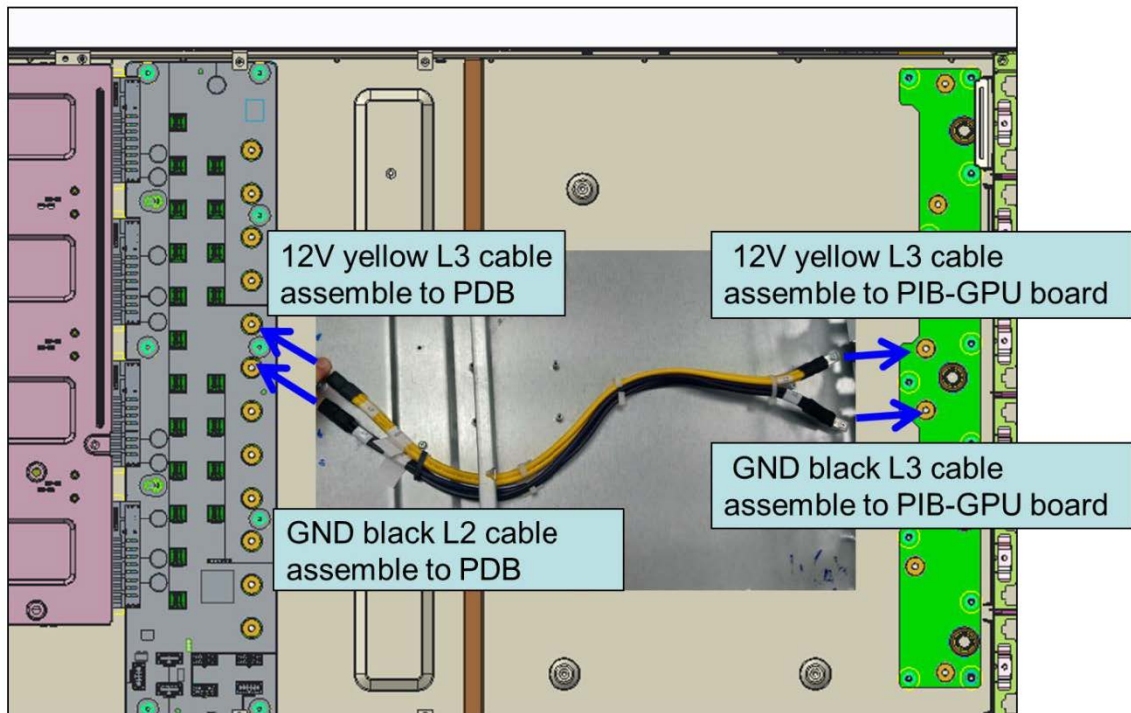 12V yellow L3 cable
assemble to PDB
12V yellow L3 cable
assemble to PIB-GPU board
GND black L3 cable
assemble to PIB-GPU board
GND black L2 cable
assemble to PDB